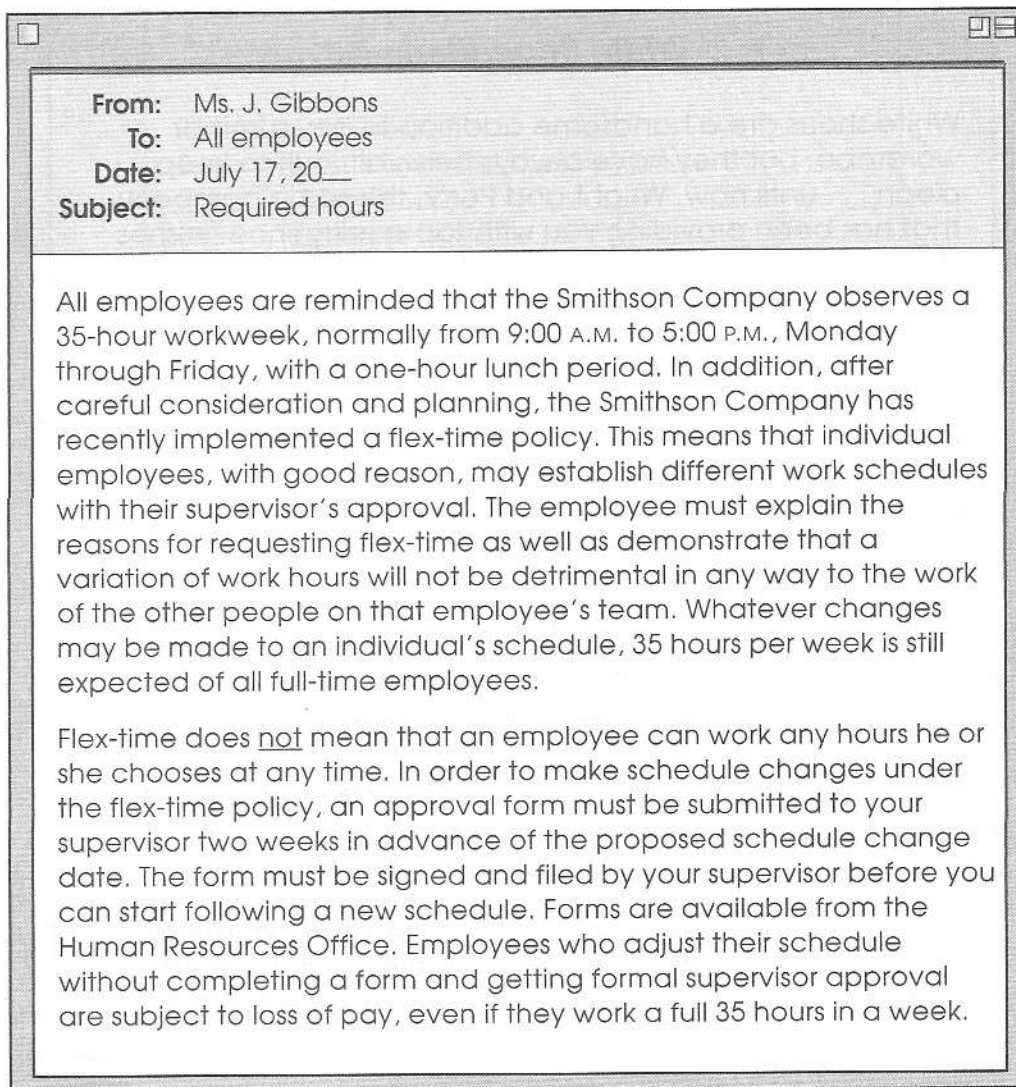 From: Ms. J. Gibbons
To: All employees
Date: July 17, 20__
Subject: Required hours
All employees are reminded that the Smithson Company observes a
35-hour workweek, normally from 9:00 A.M. to 5:00 P.M., Monday
through Friday, with a one-hour lunch period. In addition, after
careful consideration and planning, the Smithson Company has
recently implemented a flex-time policy. This means that individual
employees, with good reason, may establish different work schedules
with their supervisor's approval. The employee must explain the
reasons for requesting flex-time as well as demonstrate that a
variation of work hours will not be detrimental in any way to the work
of the other people on that employee's team. Whatever changes
may be made to an individual's schedule, 35 hours per week is still
expected of all full-time employees.
Flex-time does not mean that an employee can work any hours he or
she chooses at any time. In order to make schedule changes under
the flex-time policy, an approval form must be submitted to your
supervisor two weeks in advance of the proposed schedule change
date. The form must be signed and filed by your supervisor before you
can start following a new schedule. Forms are available from the
Human Resources Office. Employees who adjust their schedule
without completing a form and getting formal supervisor approval
are subject to loss of pay, even if they work a full 35 hours in a week.